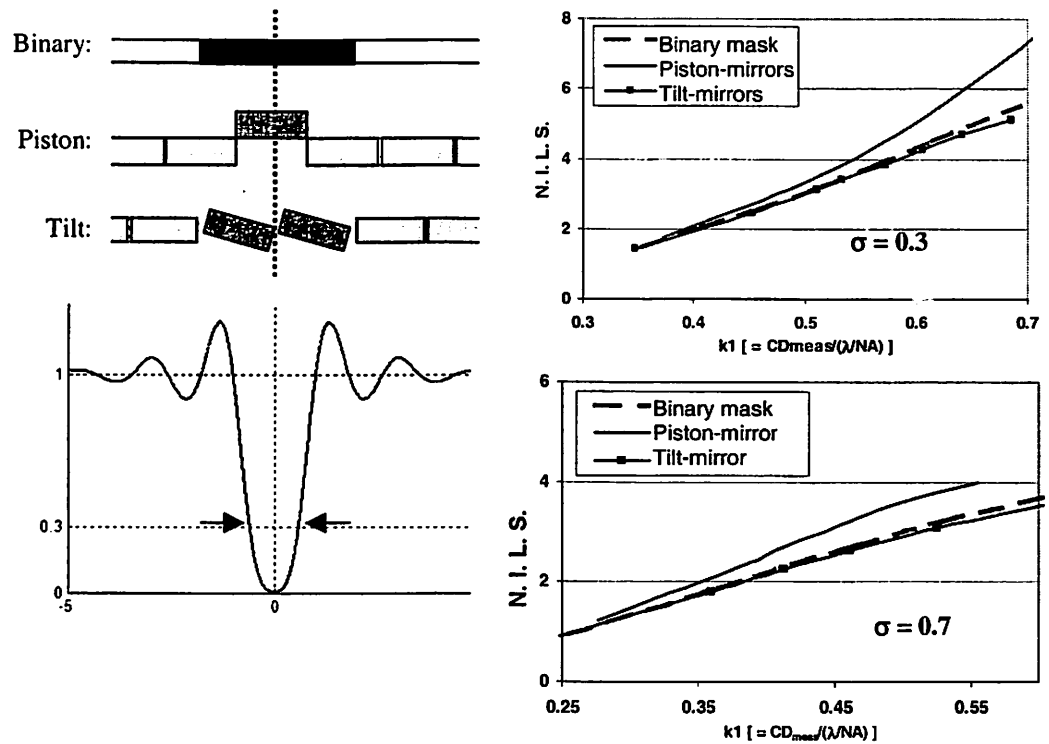 Binary:
Piston:
Tilt:
1
0.3
0
-5
0
8
6
4
2
0
N. I. L. S.
Binary mask
Piston-mirrors
Tilt-mirrors
σ = 0.3
0.3
0.4
0.5
0.6
0.7
k1 [ = CDmeas/(λ/NA) ]
6
4
2
0
N. I. L. S.
Binary mask
Piston-mirror
Tilt-mirror
σ = 0.7
0.25
0.35
0.45
0.55
k1 [ = CDmeas/(λ/NA) ]